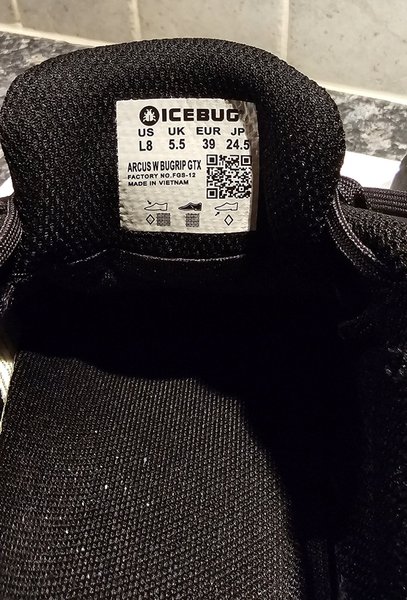 ICEBUG
US UK EUR JP
L8 5.5 39 24.5
ARCUS W BUGRIP GTX
FACTORY NO.FGS-12
MADE IN VIETNAM